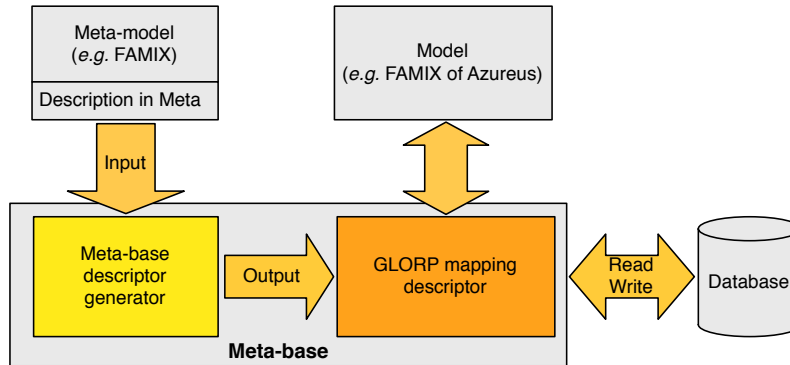 Meta-model
(e.g. FAMIX)
Description in Meta
Model
(e.g. FAMIX of Azureus)
Input
Meta-base
descriptor
generator
Output
GLORP mapping
descriptor
Read
Write
Database
Meta-base